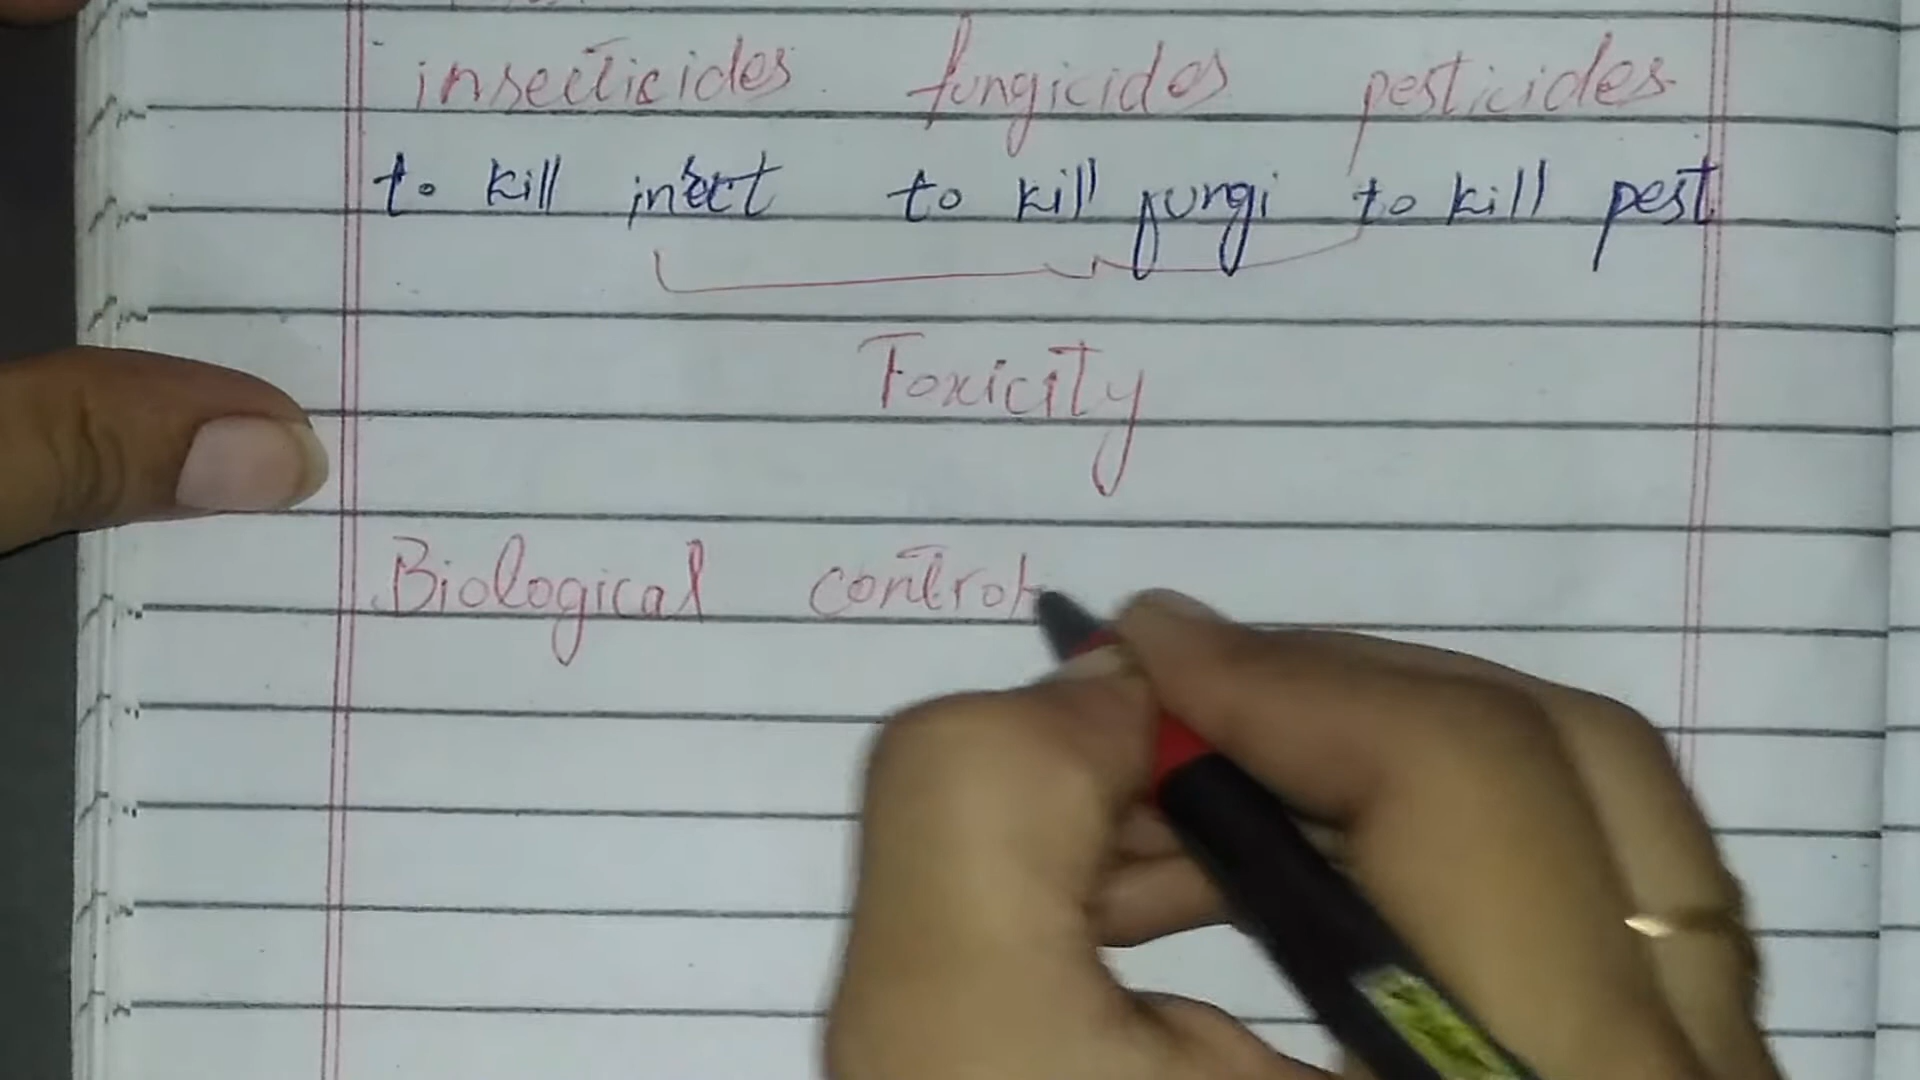 insecticides fungicides pesticides
to kill insect to kill fungi to kill pest
Toxicity
Biological control